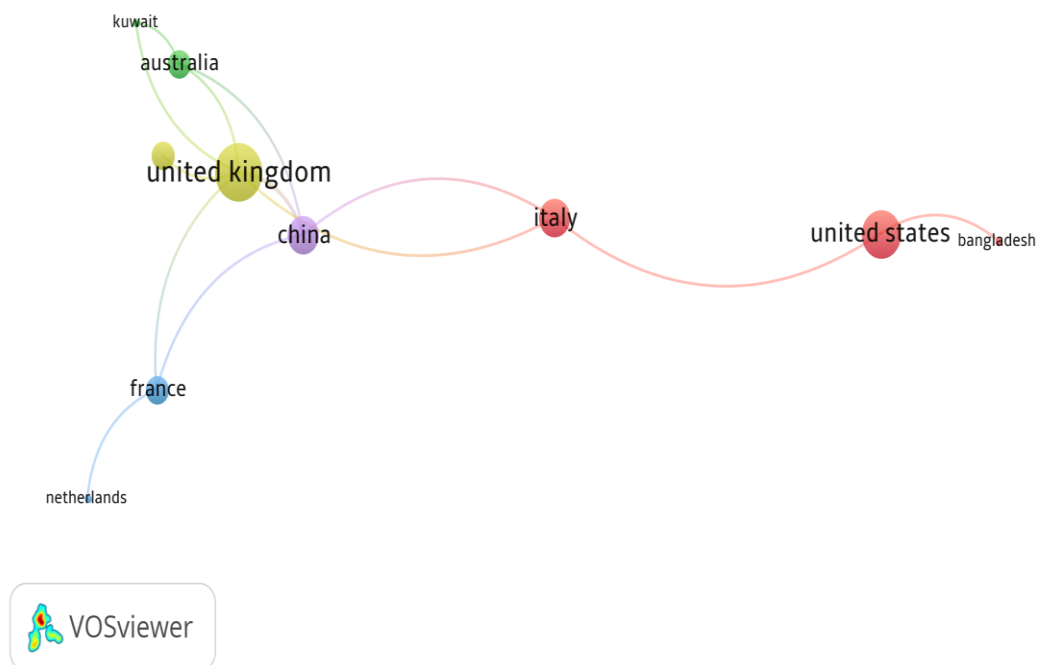 kuwait
australia
united kingdom
china
italy
united states
bangladesh
france
netherlands
VOSviewer